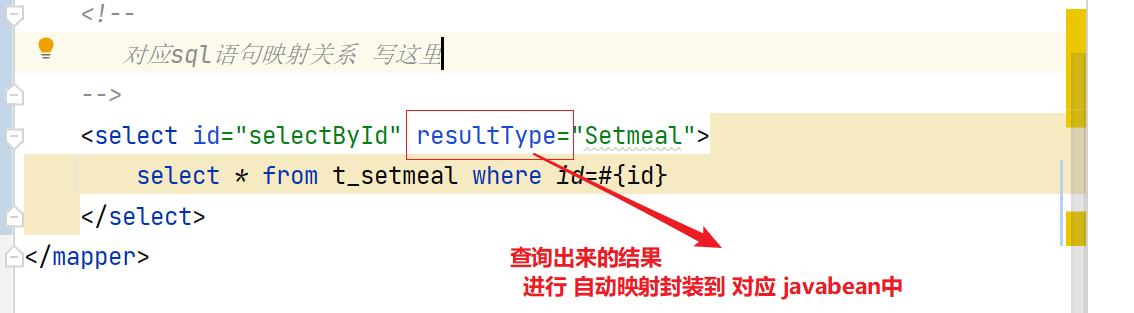 <!--
对应sql语句映射关系 写这里
-->
<select id="selectById" resultType="Setmeal">
select * from t_setmeal where id=#{id}
</select>
</mapper>
查询出来的结果
进行 自动映射封装到 对应 javabean中